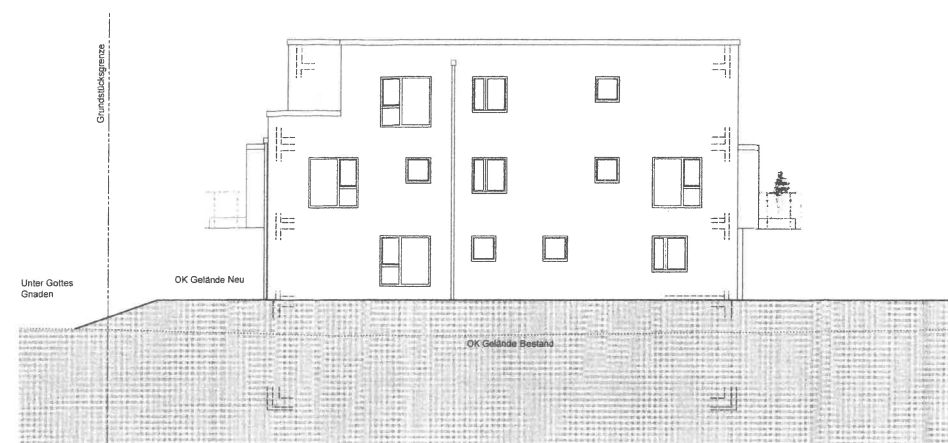 Grundstücksgrenze
Unter Gottes
Gnaden
OK Gelände Neu
OK Gelände Bestand